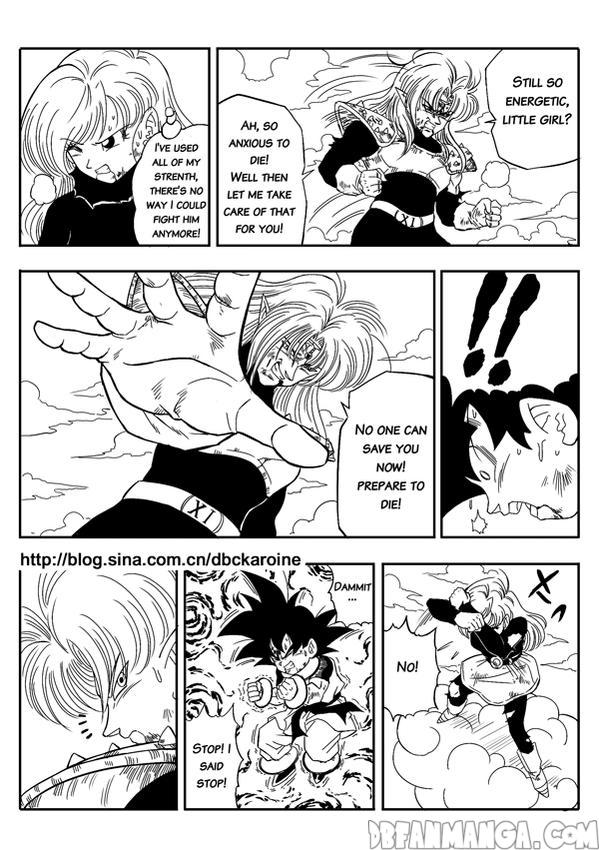 I'VE USED
ALL OF MY
STRENTH,
THERE'S NO
WAY I COULD
FIGHT HIM
ANYMORE!
STILL SO
ENERGETIC,
LITTLE GIRL?
AH, SO
ANXIOUS TO
DIE!
WELL THEN
LET ME TAKE
CARE OF THAT
FOR YOU!
XI
NO ONE CAN
SAVE YOU
NOW!
PREPARE TO
DIE!
XI
!!
http://blog.sina.com.cn/dbckaroine
DAMMIT
...
STOP! I
SAID
STOP!
NO!
DBFANMANGA.COM